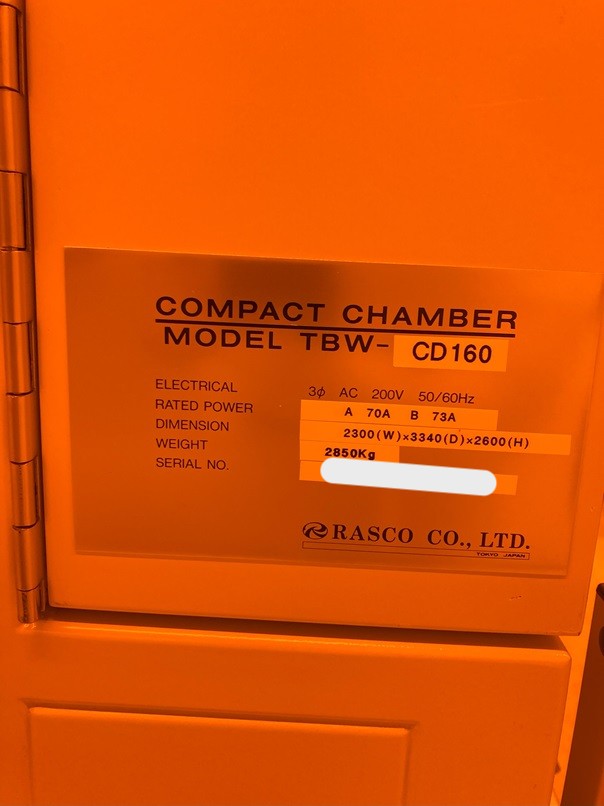 COMPACT CHAMBER
MODEL TBW- CD160
ELECTRICAL 3φ AC 200V 50/60Hz
RATED POWER A 70A B 73A
DIMENSION 2300(W)×3340(D)×2600(H)
WEIGHT 2850Kg
SERIAL NO.
RASCO CO., LTD.
TOKYO JAPAN